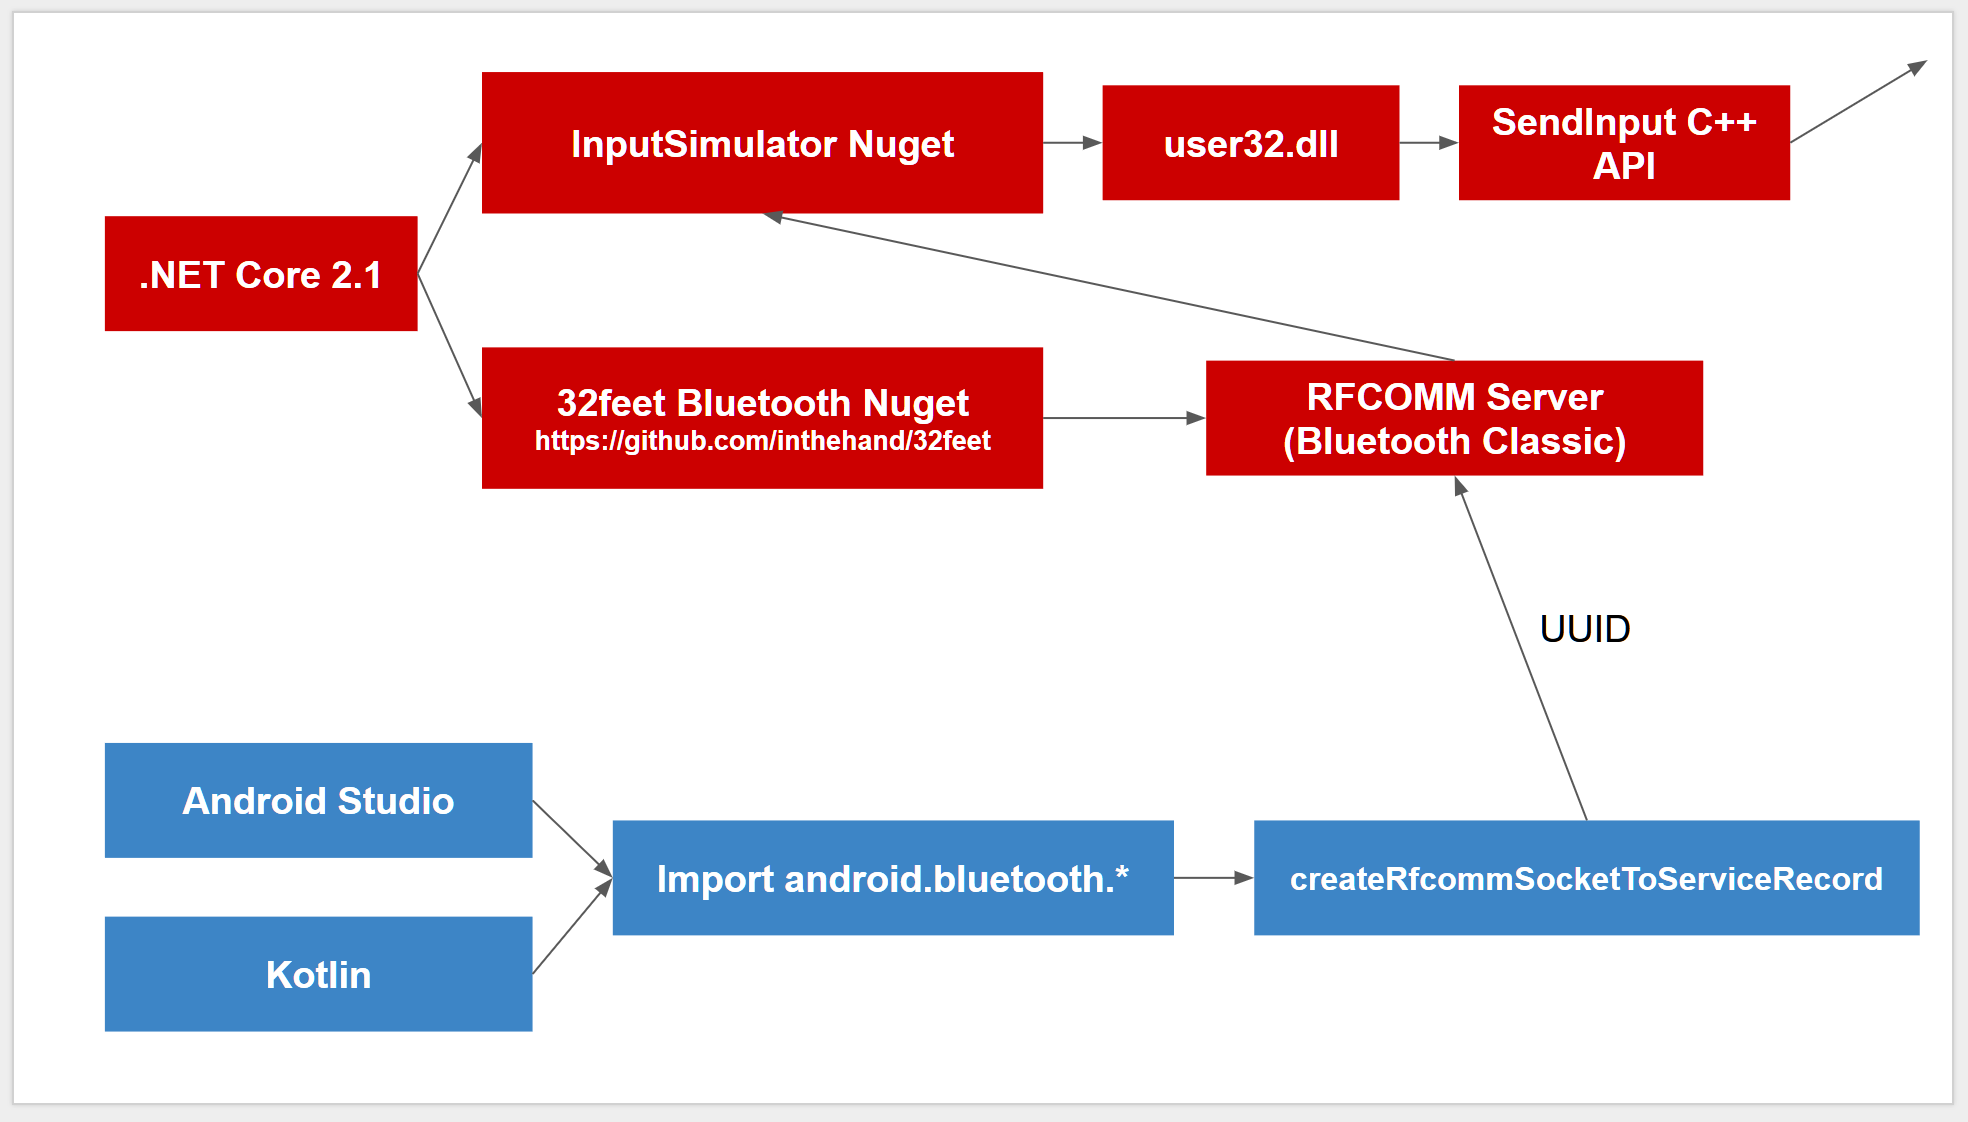 InputSimulator Nuget
user32.dll
SendInput C++
API
.NET Core 2.1
32feet Bluetooth Nuget
https://github.com/inthehand/32feet
RFCOMM Server
(Bluetooth Classic)
UUID
Android Studio
Import android.bluetooth.*
createRfcommSocketToServiceRecord
Kotlin